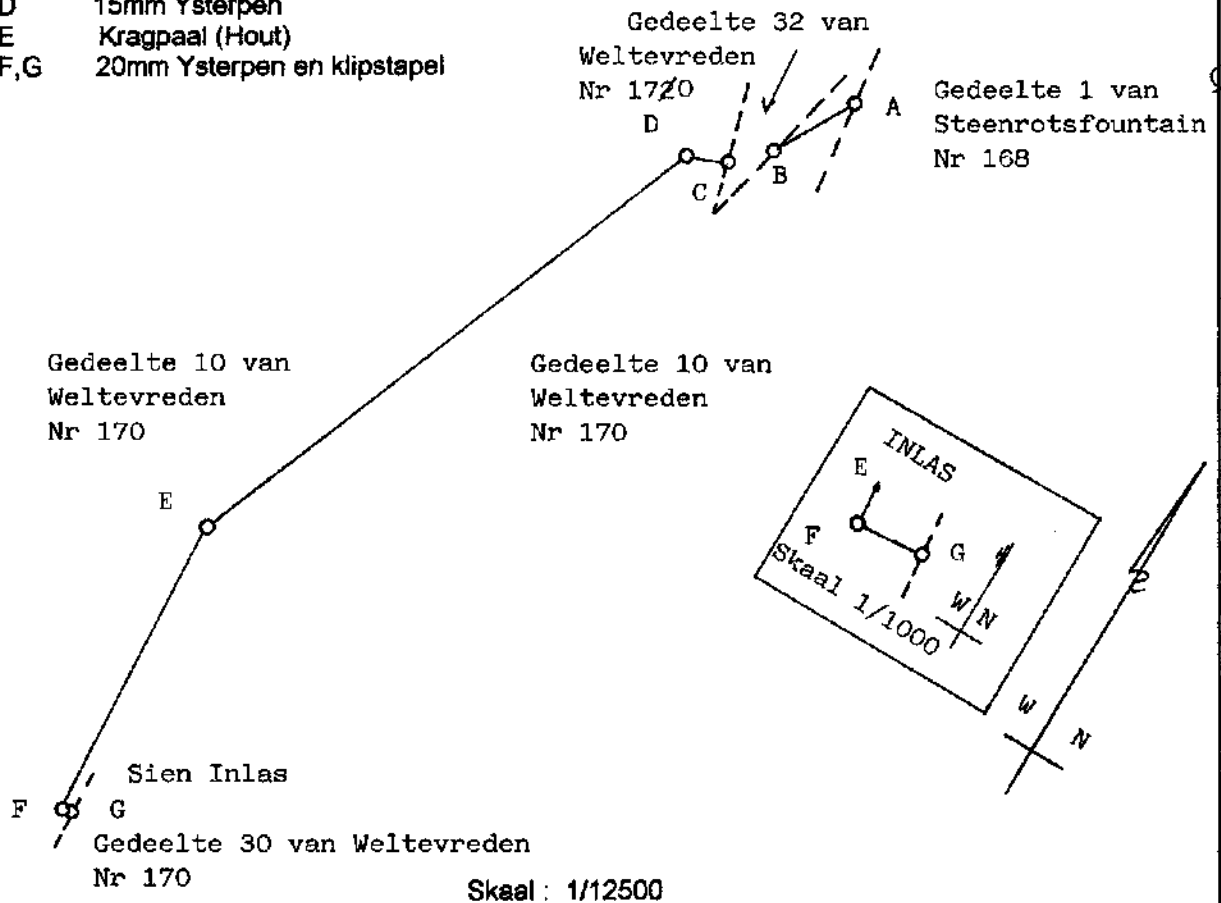 D 15mm Ysterpen
E Kragpaal (Hout)
F,G 20mm Ysterpen en klipstapel
Gedeelte 32 van
Weltevreden
Nr 1720
D
C
B
A
Gedeelte 1 van
Steenrotsfountain
Nr 168
Gedeelte 10 van
Weltevreden
Nr 170
Gedeelte 10 van
Weltevreden
Nr 170
E
INLAS
E
F
G
Skaal 1/1000
W N
W N
Sien Inlas
F G
Gedeelte 30 van Weltevreden
Nr 170
Skaal : 1/12500